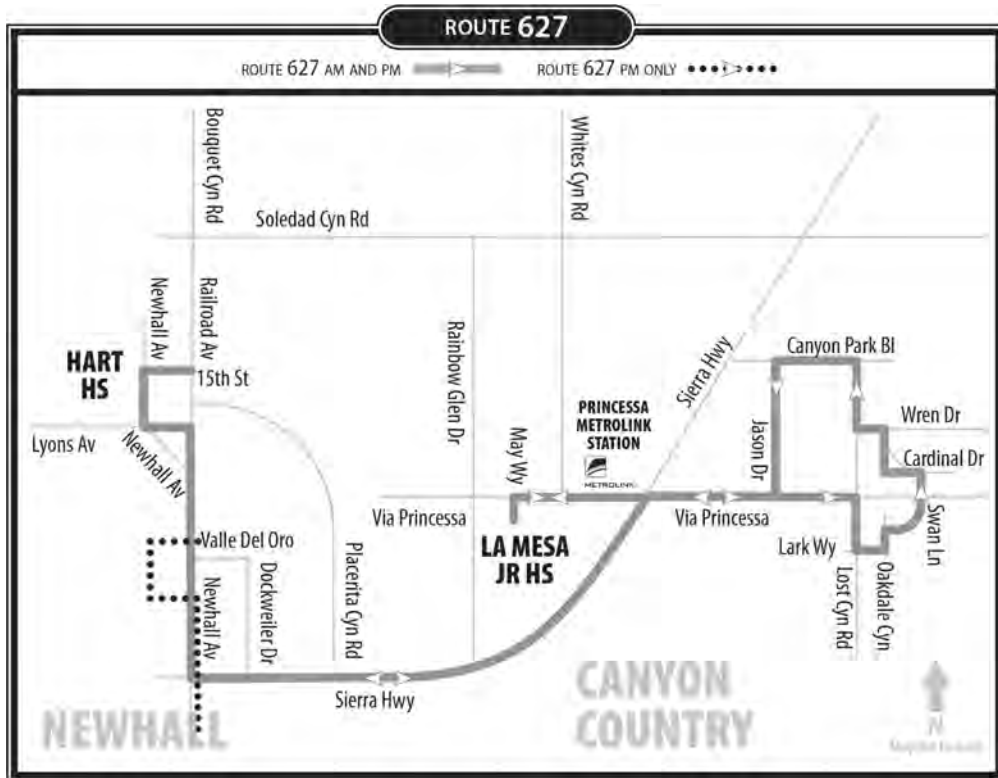 ROUTE 627
ROUTE 627 AM AND PM
ROUTE 627 PM ONLY
Bouquet Cyn Rd
Whites Cyn Rd
Soledad Cyn Rd
Newhall Av
Railroad Av
Rainbow Glen Dr
Sierra Hwy
Canyon Park Bl
HART
HS
15th St
PRINCESSA
METROLINK
STATION
METROLINK
Jason Dr
Wren Dr
Lyons Av
Newhall Av
May Wy
Cardinal Dr
Via Princessa
Via Princessa
Swan Ln
LA MESA
JR HS
Lark Wy
Valle Del Oro
Newhall Av
Dockweiler Dr
Placerita Cyn Rd
Lost Cyn Rd
Oakdale Cyn
Sierra Hwy
NEWHALL
CANYON
COUNTRY
N